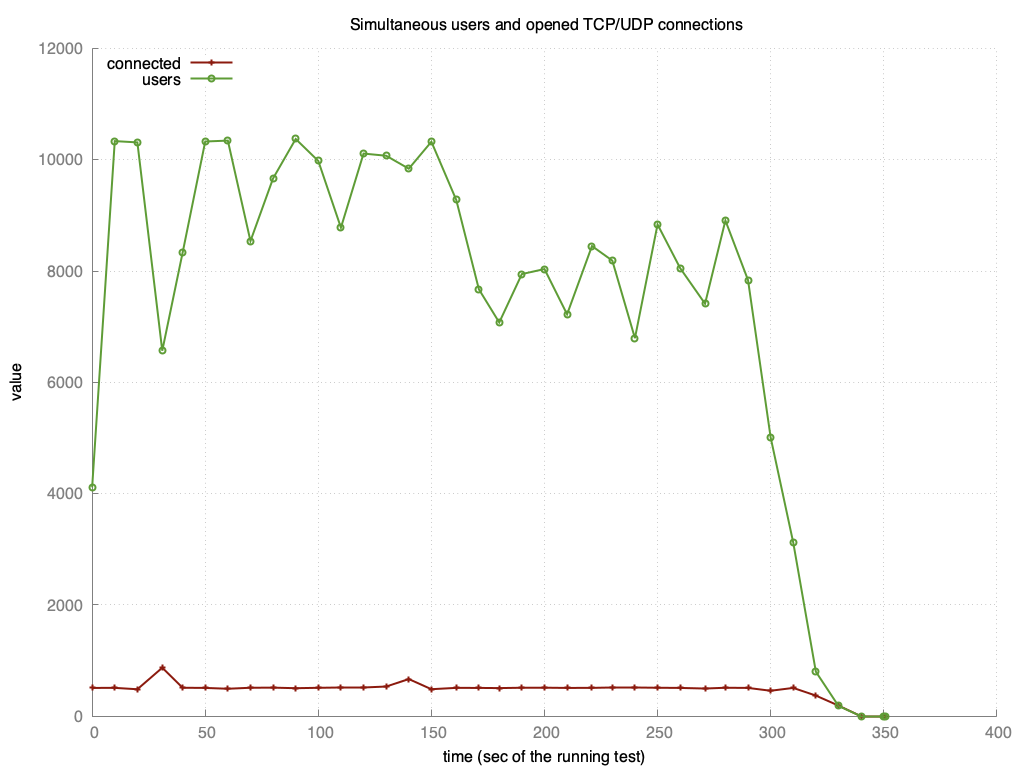 Simultaneous users and opened TCP/UDP connections
12000
connected
users
10000
8000
6000
value
4000
2000
0
0 50 100 150 200 250 300 350 400
time (sec of the running test)